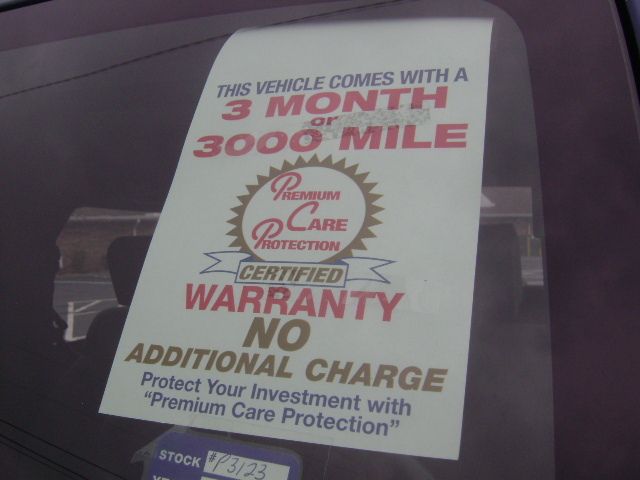 THIS VEHICLE COMES WITH A
3 MONTH
or
3000 MILE
PREMIUM
CARE
PROTECTION
CERTIFIED
WARRANTY
NO
ADDITIONAL CHARGE
Protect Your Investment with
"Premium Care Protection"
STOCK #P3123